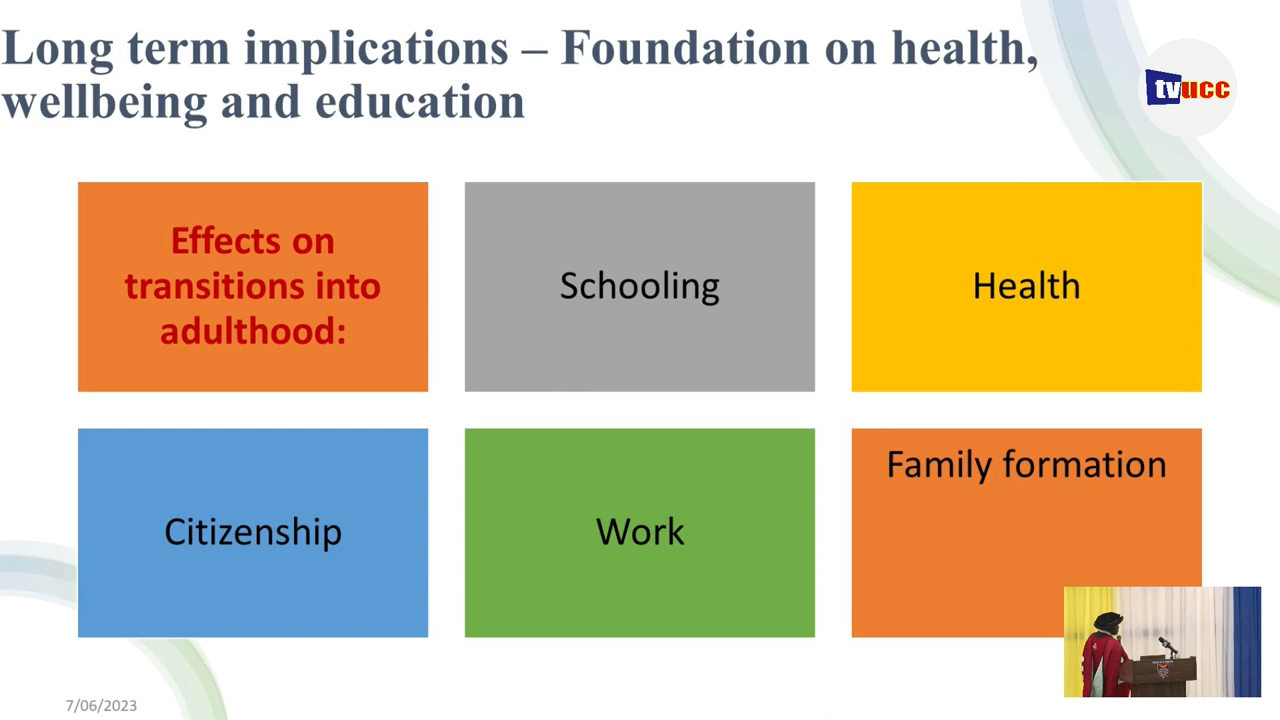 Long term implications – Foundation on health,
wellbeing and education
tvucc
Effects on
transitions into
adulthood:
Schooling
Health
Citizenship
Work
Family formation
7/06/2023